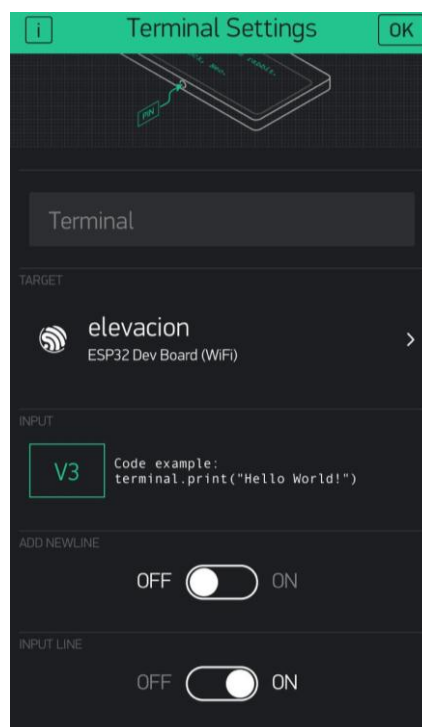 i
Terminal Settings
OK
PIN
Terminal
TARGET
elevacion
ESP32 Dev Board (WiFi)
INPUT
V3
Code example:
terminal.print("Hello World!")
ADD NEWLINE
OFF
ON
INPUT LINE
OFF
ON